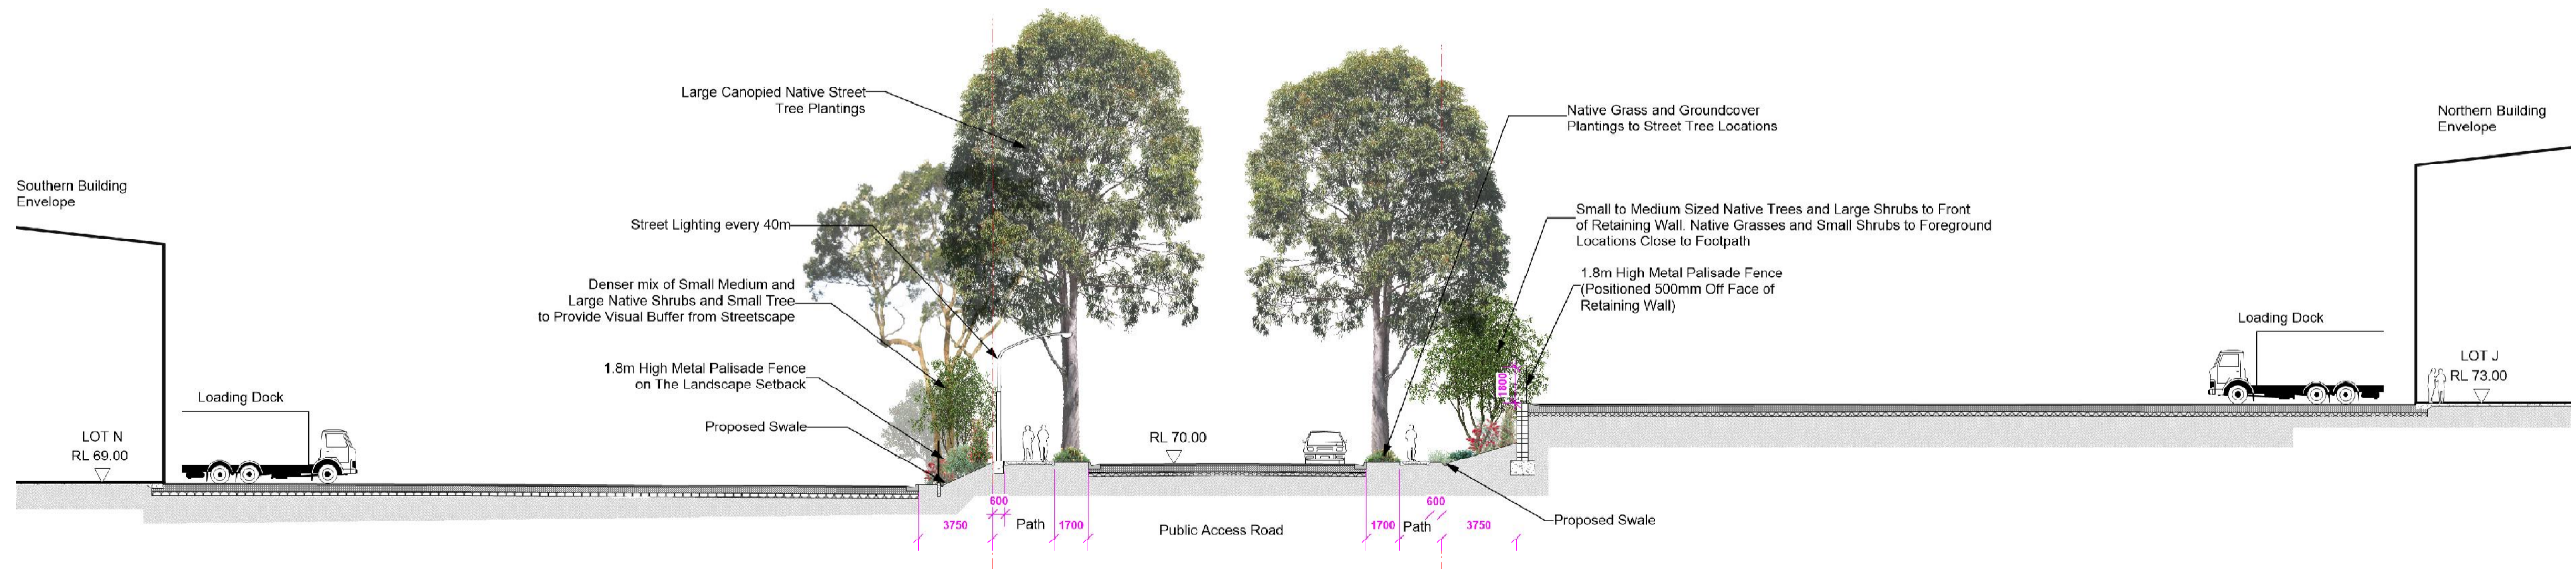 Large Canopied Native Street
Tree Plantings
Native Grass and Groundcover
Plantings to Street Tree Locations
Northern Building
Envelope
Southern Building
Envelope
Street Lighting every 40m
Small to Medium Sized Native Trees and Large Shrubs to Front
of Retaining Wall. Native Grasses and Small Shrubs to Foreground
Locations Close to Footpath
Denser mix of Small Medium and
Large Native Shrubs and Small Tree
to Provide Visual Buffer from Streetscape
1.8m High Metal Palisade Fence
(Positioned 500mm Off Face of
Retaining Wall)
Loading Dock
1.8m High Metal Palisade Fence
on The Landscape Setback
1800
LOT J
RL 73.00
Loading Dock
Proposed Swale
LOT N
RL 69.00
RL 70.00
600
600
3750
Path
1700
Public Access Road
1700
Path
3750
Proposed Swale